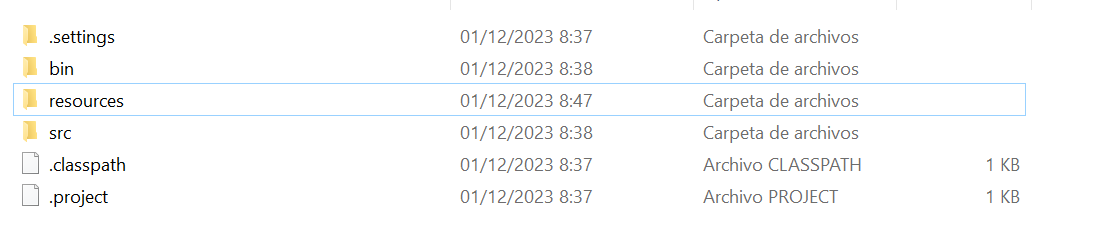 .settings 01/12/2023 8:37 Carpeta de archivos
bin 01/12/2023 8:38 Carpeta de archivos
resources 01/12/2023 8:47 Carpeta de archivos
src 01/12/2023 8:38 Carpeta de archivos
.classpath 01/12/2023 8:37 Archivo CLASSPATH 1 KB
.project 01/12/2023 8:37 Archivo PROJECT 1 KB